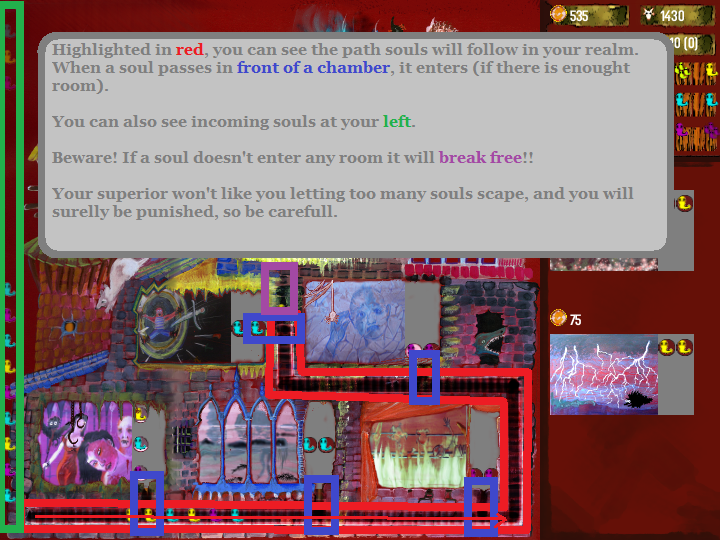 535
1430
Highlighted in red, you can see the path souls will follow in your realm.
When a soul passes in front of a chamber, it enters (if there is enought
room).
You can also see incoming souls at your left.
Beware! If a soul doesn't enter any room it will break free!!
Your superior won't like you letting too many souls scape, and you will
surelly be punished, so be carefull.
75